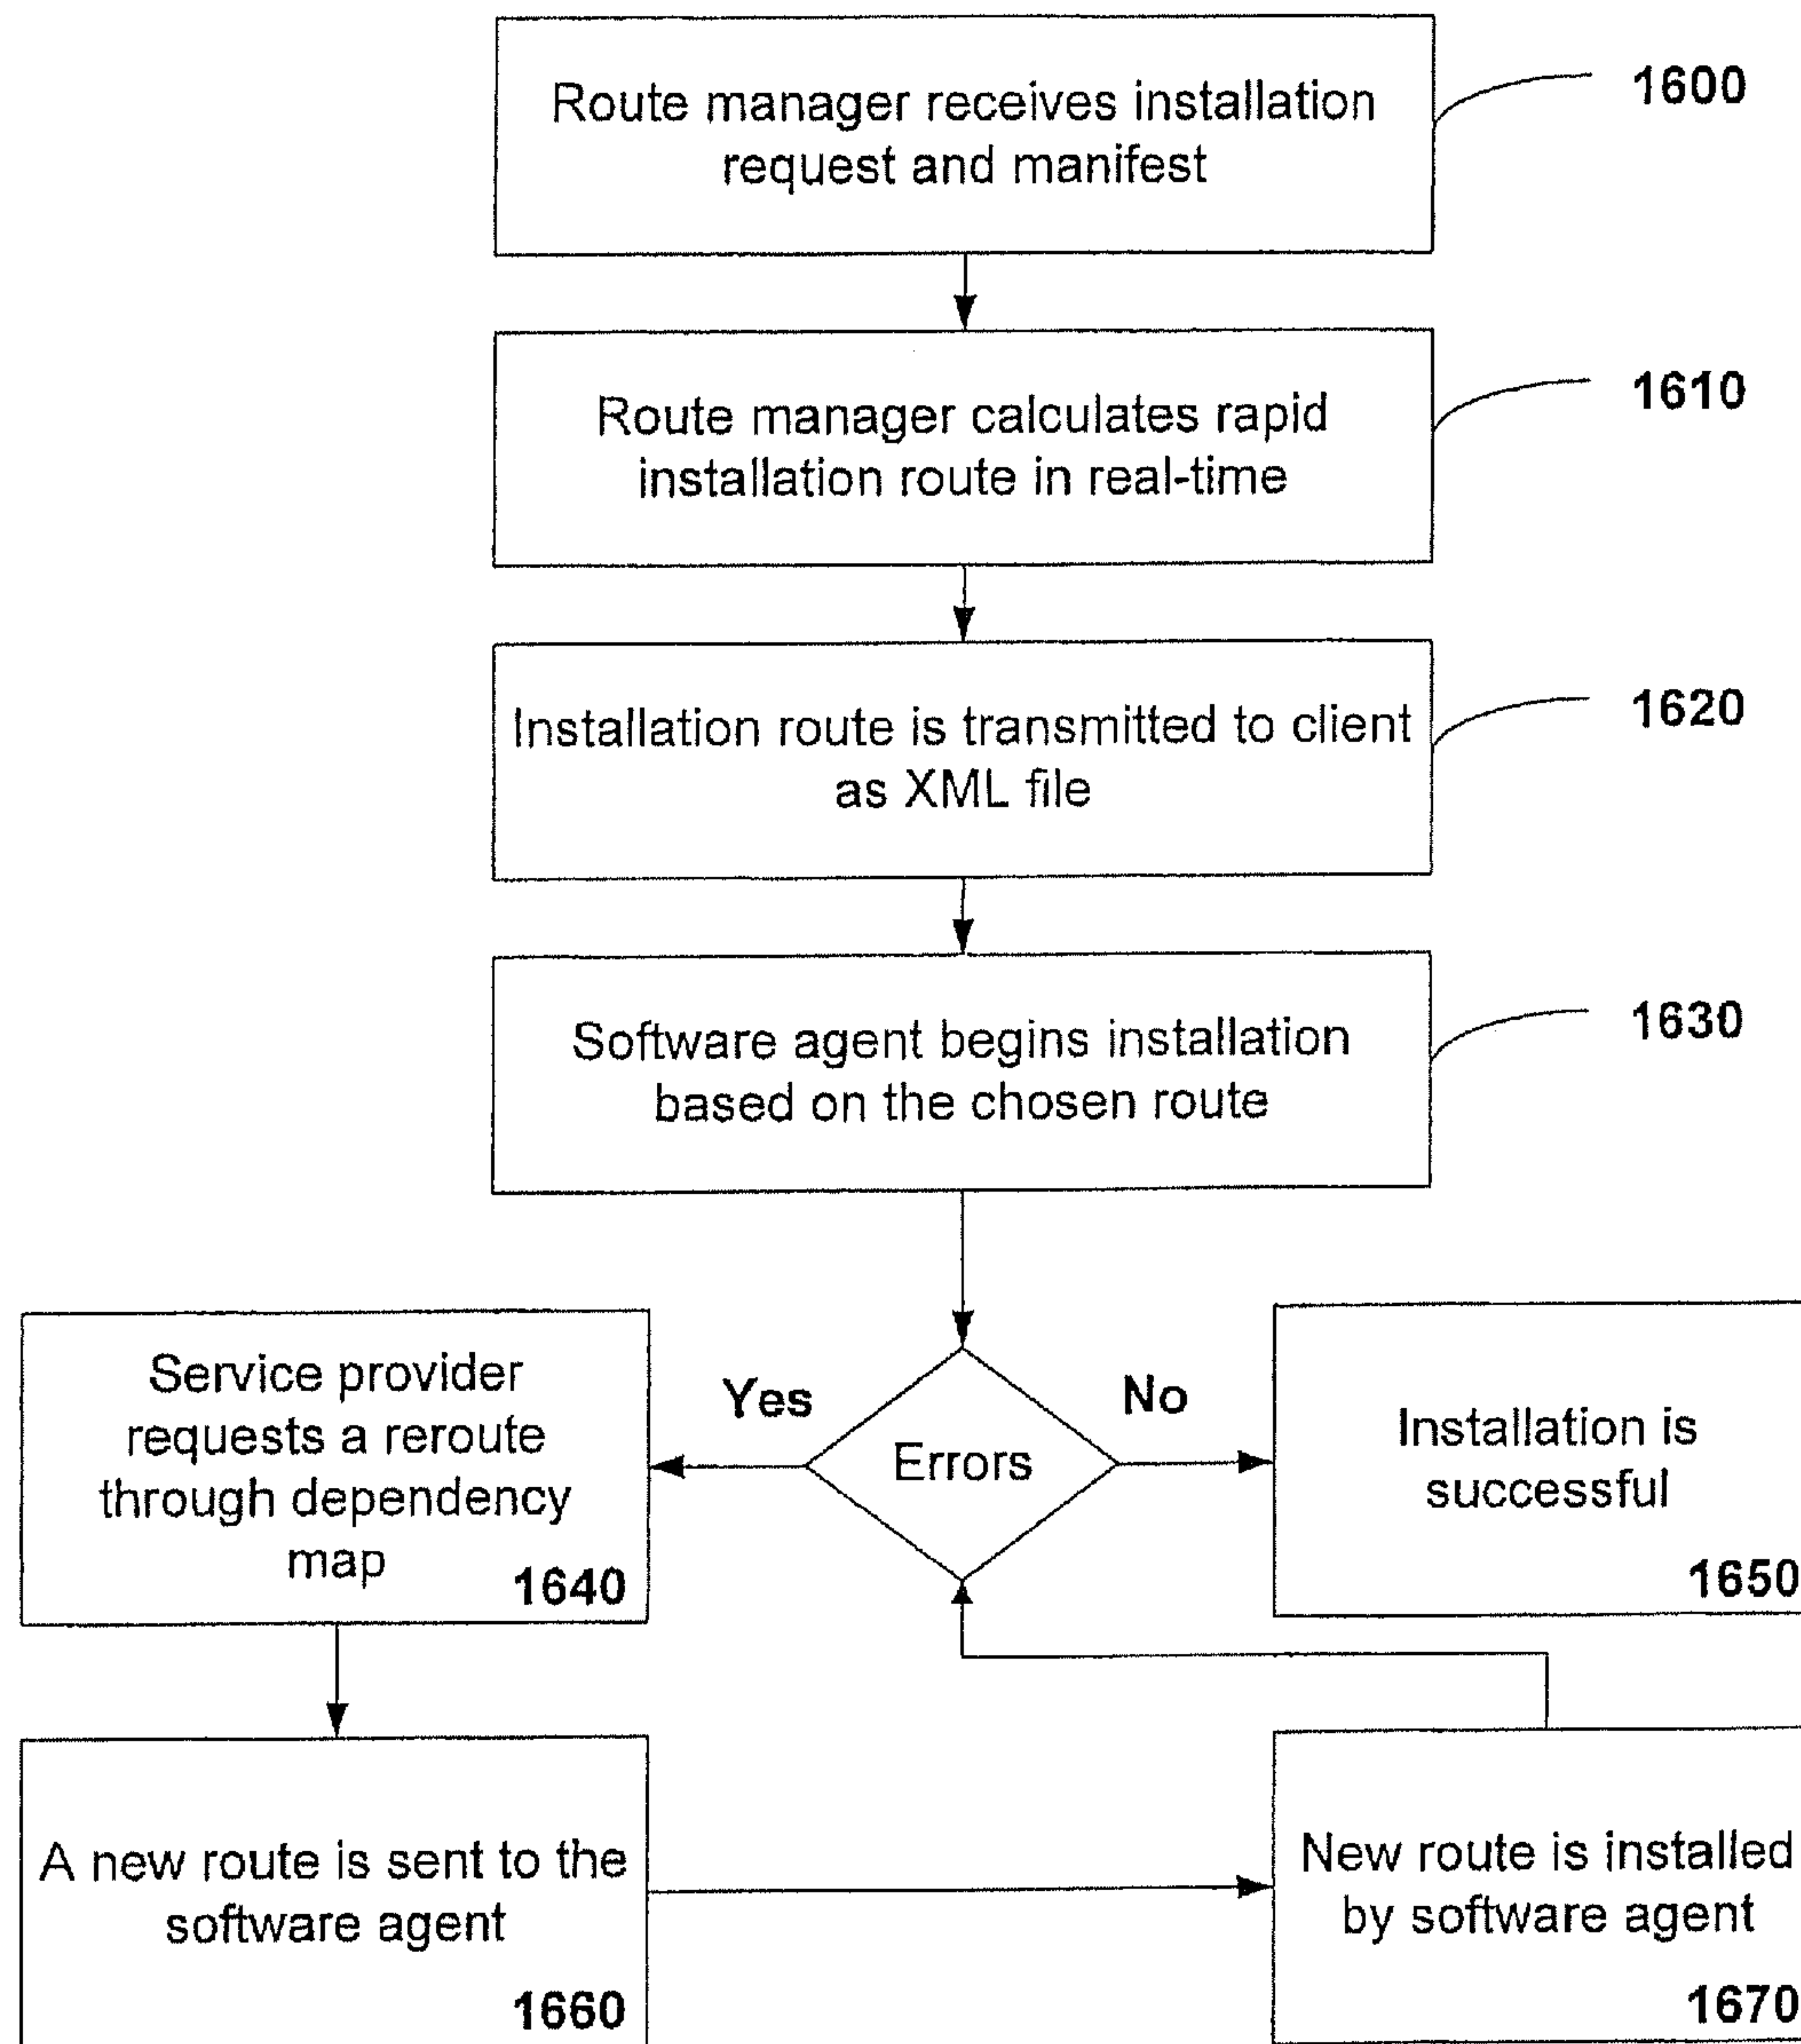 Route manager receives installation
request and manifest
1600
Route manager calculates rapid
installation route in real-time
1610
Installation route is transmitted to client
as XML file
1620
Software agent begins installation
based on the chosen route
1630
Service provider
requests a reroute
through dependency
map
1640
Yes
Errors
No
Installation is
successful
1650
A new route is sent to the
software agent
1660
New route is installed
by software agent
1670